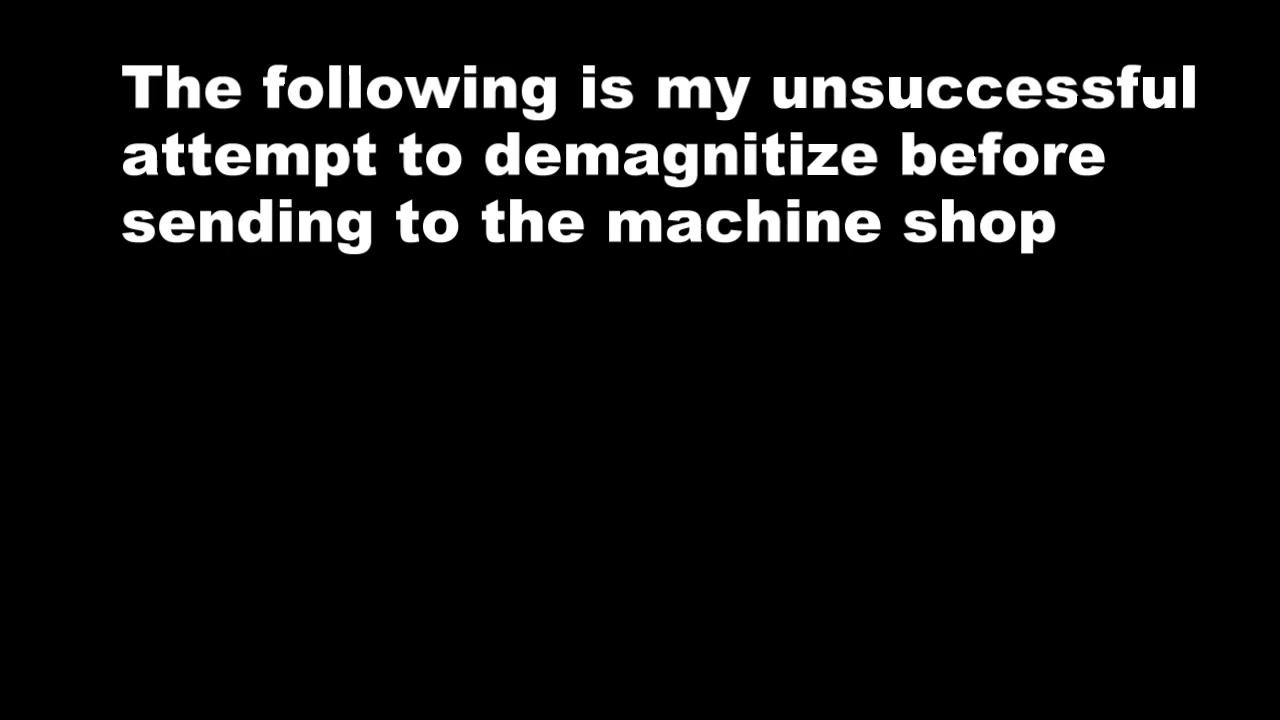 The following is my unsuccessful
attempt to demagnitize before
sending to the machine shop